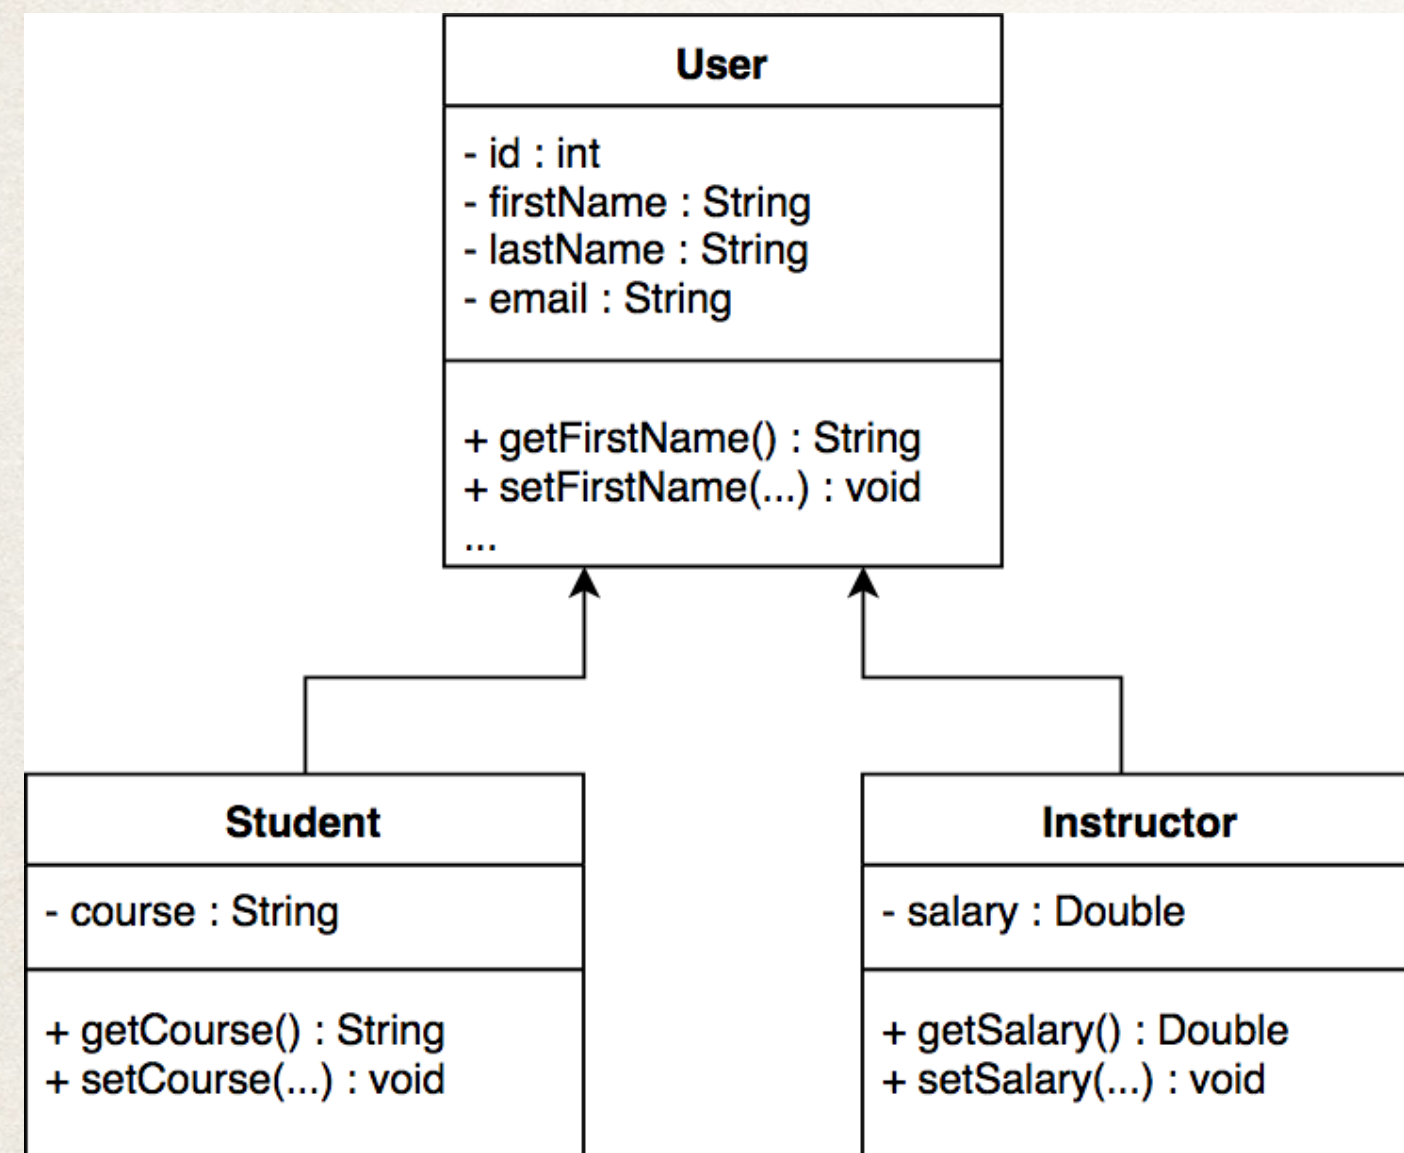 User
- id : int
- firstName : String
- lastName : String
- email : String
+ getFirstName() : String
+ setFirstName(...) : void
...
Student
- course : String
+ getCourse() : String
+ setCourse(...) : void
Instructor
- salary : Double
+ getSalary() : Double
+ setSalary(...) : void